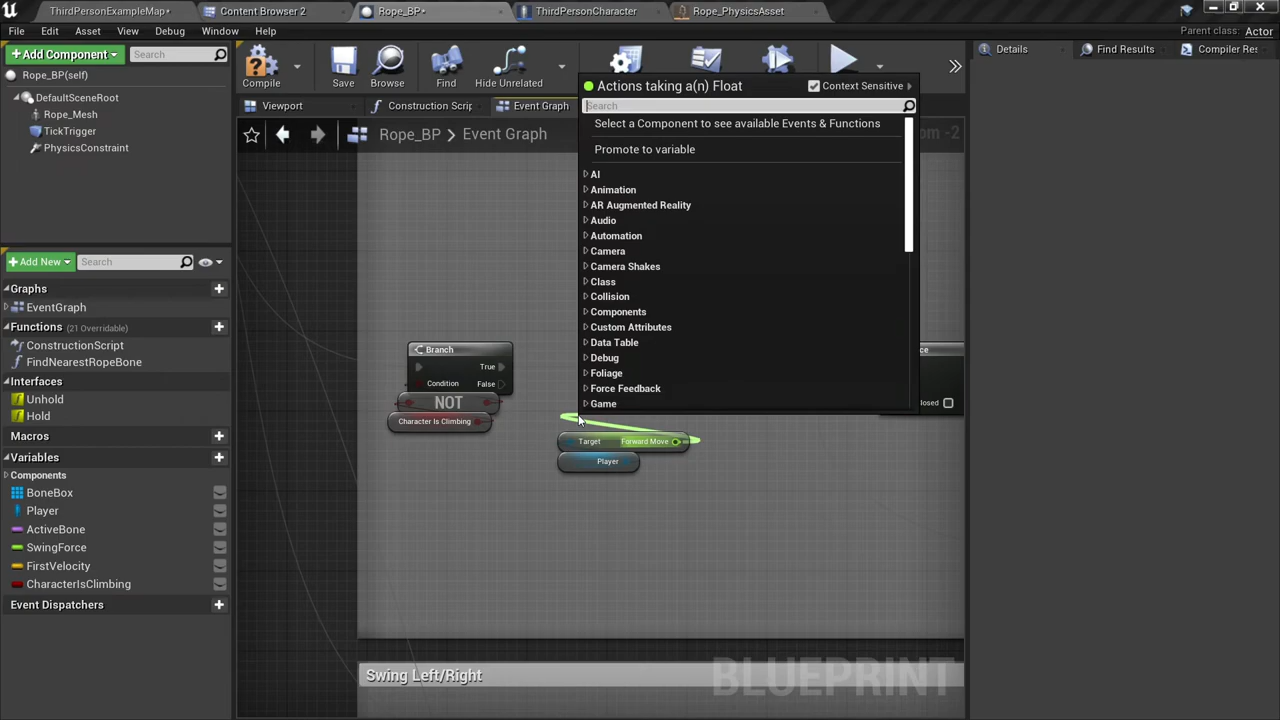 ThirdPersonExampleMap*
Content Browser 2
Rope_BP*
ThirdPersonCharacter
Rope_PhysicsAsset
File
Edit
Asset
View
Debug
Window
Help
Parent class: Actor
Add Component
Search
Rope_BP(self)
DefaultSceneRoot
Rope_Mesh
TickTrigger
PhysicsConstraint
Compile
Save
Browse
Find
Hide Unrelated
Viewport
Construction Scrip
Event Graph
Rope_BP > Event Graph
om -2
Details
Find Results
Compiler Res
Actions taking a(n) Float
Context Sensitive
Search
Select a Component to see available Events & Functions
Promote to variable
AI
Animation
AR Augmented Reality
Audio
Automation
Camera
Camera Shakes
Class
Collision
Components
Custom Attributes
Data Table
Debug
Foliage
Force Feedback
Game
Add New
Search
Graphs
EventGraph
Functions (21 Overridable)
ConstructionScript
FindNearestRopeBone
Interfaces
Unhold
Hold
Macros
Variables
Components
BoneBox
Player
ActiveBone
SwingForce
FirstVelocity
CharacterIsClimbing
Event Dispatchers
Branch
True
Condition
False
NOT
Character Is Climbing
Target
Forward Move
Player
ce
losed
Swing Left/Right
BLUEPRINT